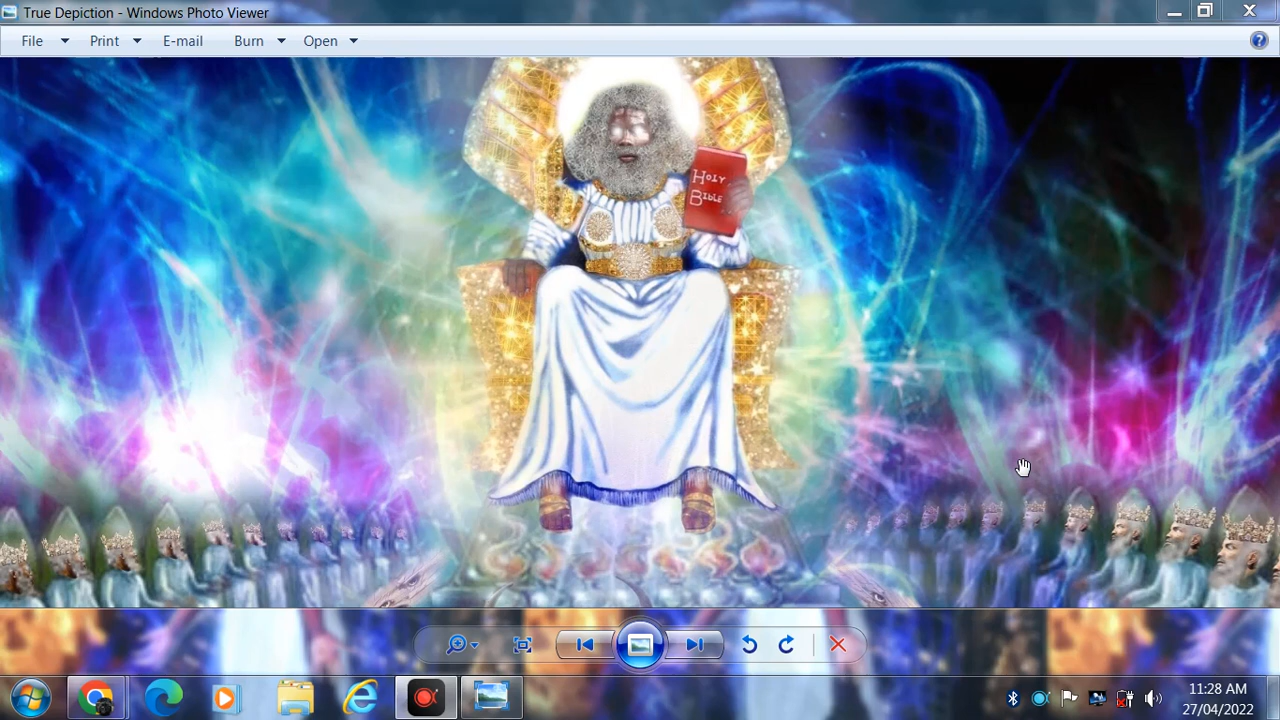 True Depiction - Windows Photo Viewer
File Print E-mail Burn Open
HOLY
BIBLE
11:28 AM
27/04/2022